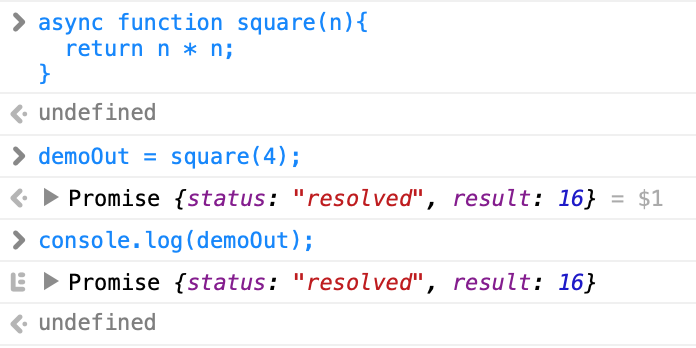 async function square(n){
  return n * n;
}
undefined
demoOut = square(4);
Promise {status: "resolved", result: 16} = $1
console.log(demoOut);
Promise {status: "resolved", result: 16}
undefined